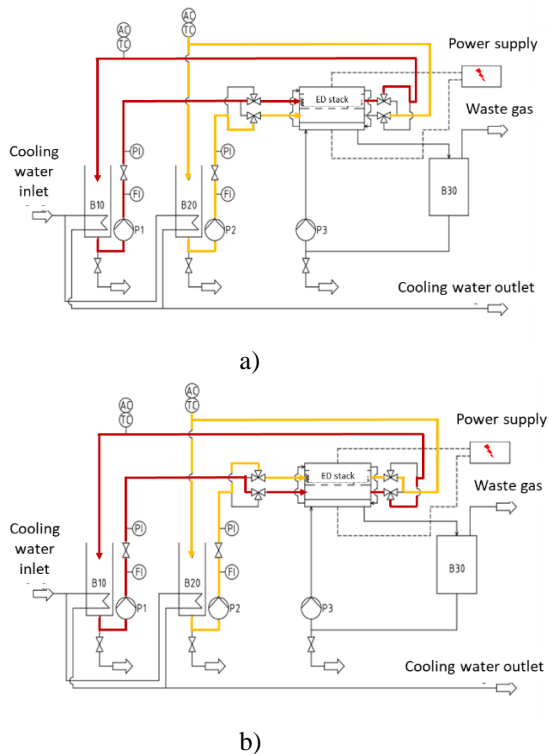 AC
TC
AC
TC
Power supply
ED stack
Waste gas
PI
PI
Cooling
water
inlet
FI
FI
B10
B20
B30
P1
P2
P3
Cooling water outlet
a)
AC
TC
AC
TC
Power supply
ED stack
Waste gas
PI
PI
Cooling
water
inlet
FI
FI
B10
B20
B30
P1
P2
P3
Cooling water outlet
b)